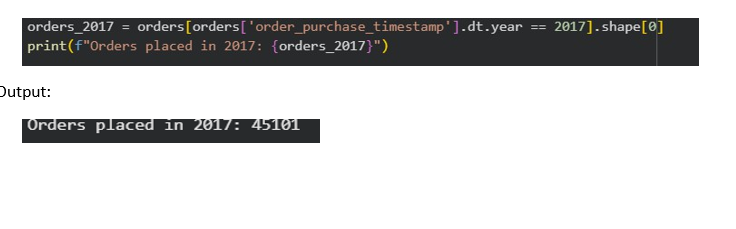 orders_2017 = orders[orders['order_purchase_timestamp'].dt.year == 2017].shape[0]
print(f"Orders placed in 2017: {orders_2017}")
Output:
Orders placed in 2017: 45101